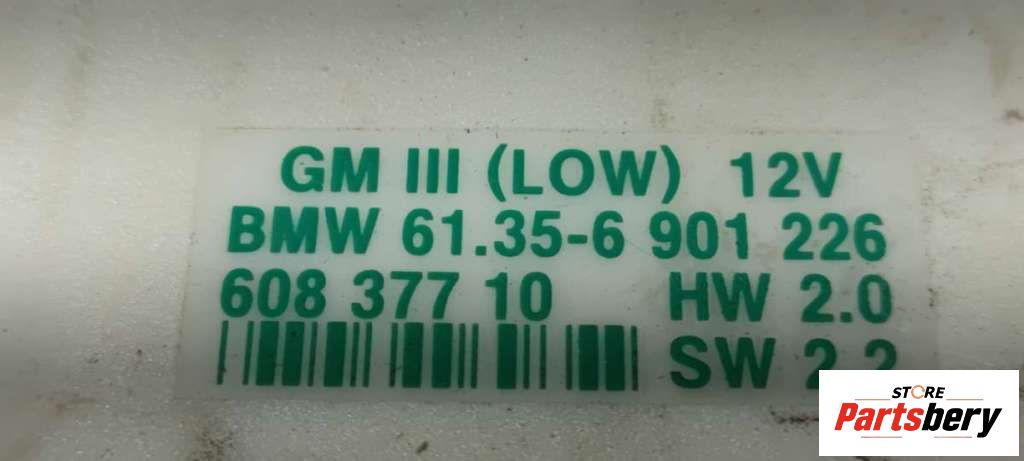 GM III (LOW) 12V
BMW 61.35-6 901 226
608 377 10 HW 2.0
SW 2.2
STORE
Partsbery